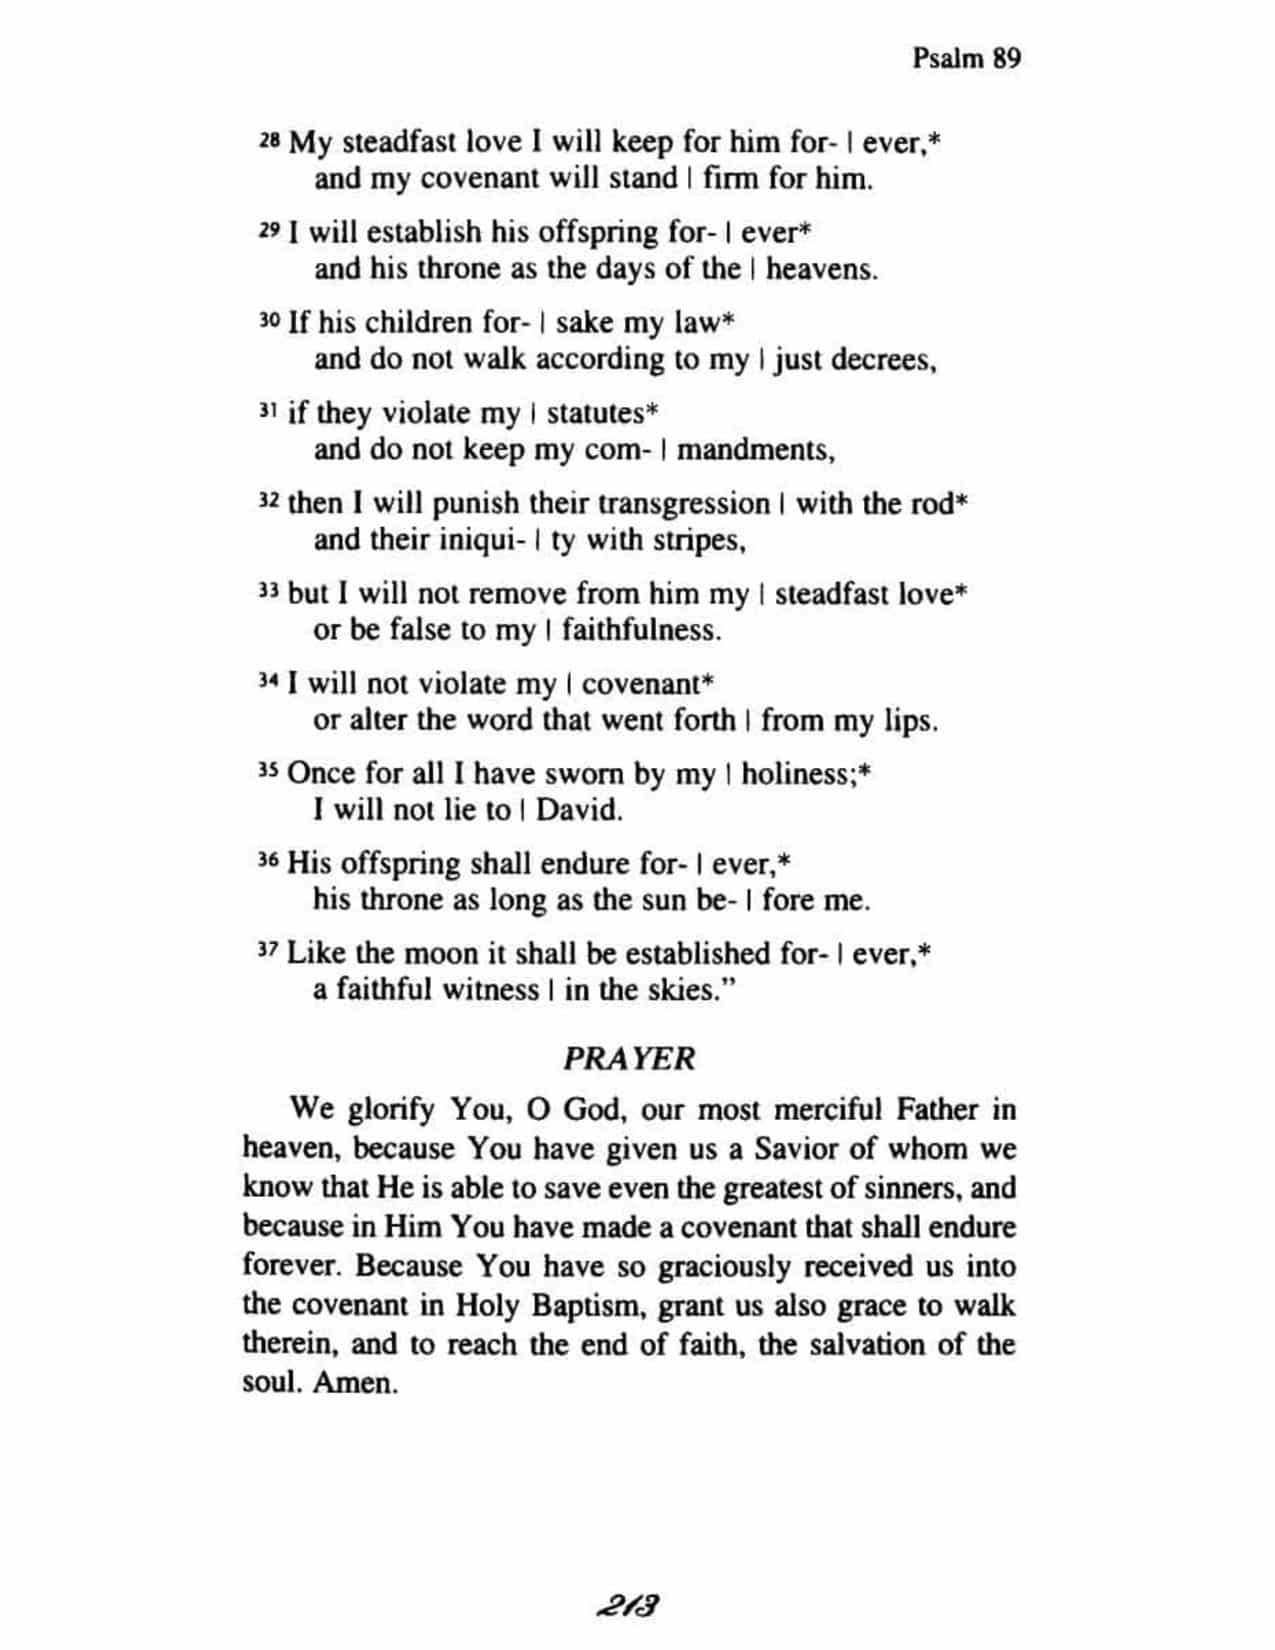 Psalm 89
28 My steadfast love I will keep for him for- | ever,*
and my covenant will stand | firm for him.
29 I will establish his offspring for- | ever*
and his throne as the days of the | heavens.
30 If his children for- | sake my law*
and do not walk according to my | just decrees,
31 if they violate my | statutes*
and do not keep my com- | mandments,
32 then I will punish their transgression | with the rod*
and their iniqui- | ty with stripes,
33 but I will not remove from him my | steadfast love*
or be false to my | faithfulness.
34 I will not violate my | covenant*
or alter the word that went forth | from my lips.
35 Once for all I have sworn by my | holiness;*
I will not lie to | David.
36 His offspring shall endure for- | ever,*
his throne as long as the sun be- | fore me.
37 Like the moon it shall be established for- | ever,*
a faithful witness | in the skies.”
PRAYER
We glorify You, O God, our most merciful Father in
heaven, because You have given us a Savior of whom we
know that He is able to save even the greatest of sinners, and
because in Him You have made a covenant that shall endure
forever. Because You have so graciously received us into
the covenant in Holy Baptism, grant us also grace to walk
therein, and to reach the end of faith, the salvation of the
soul. Amen.
213